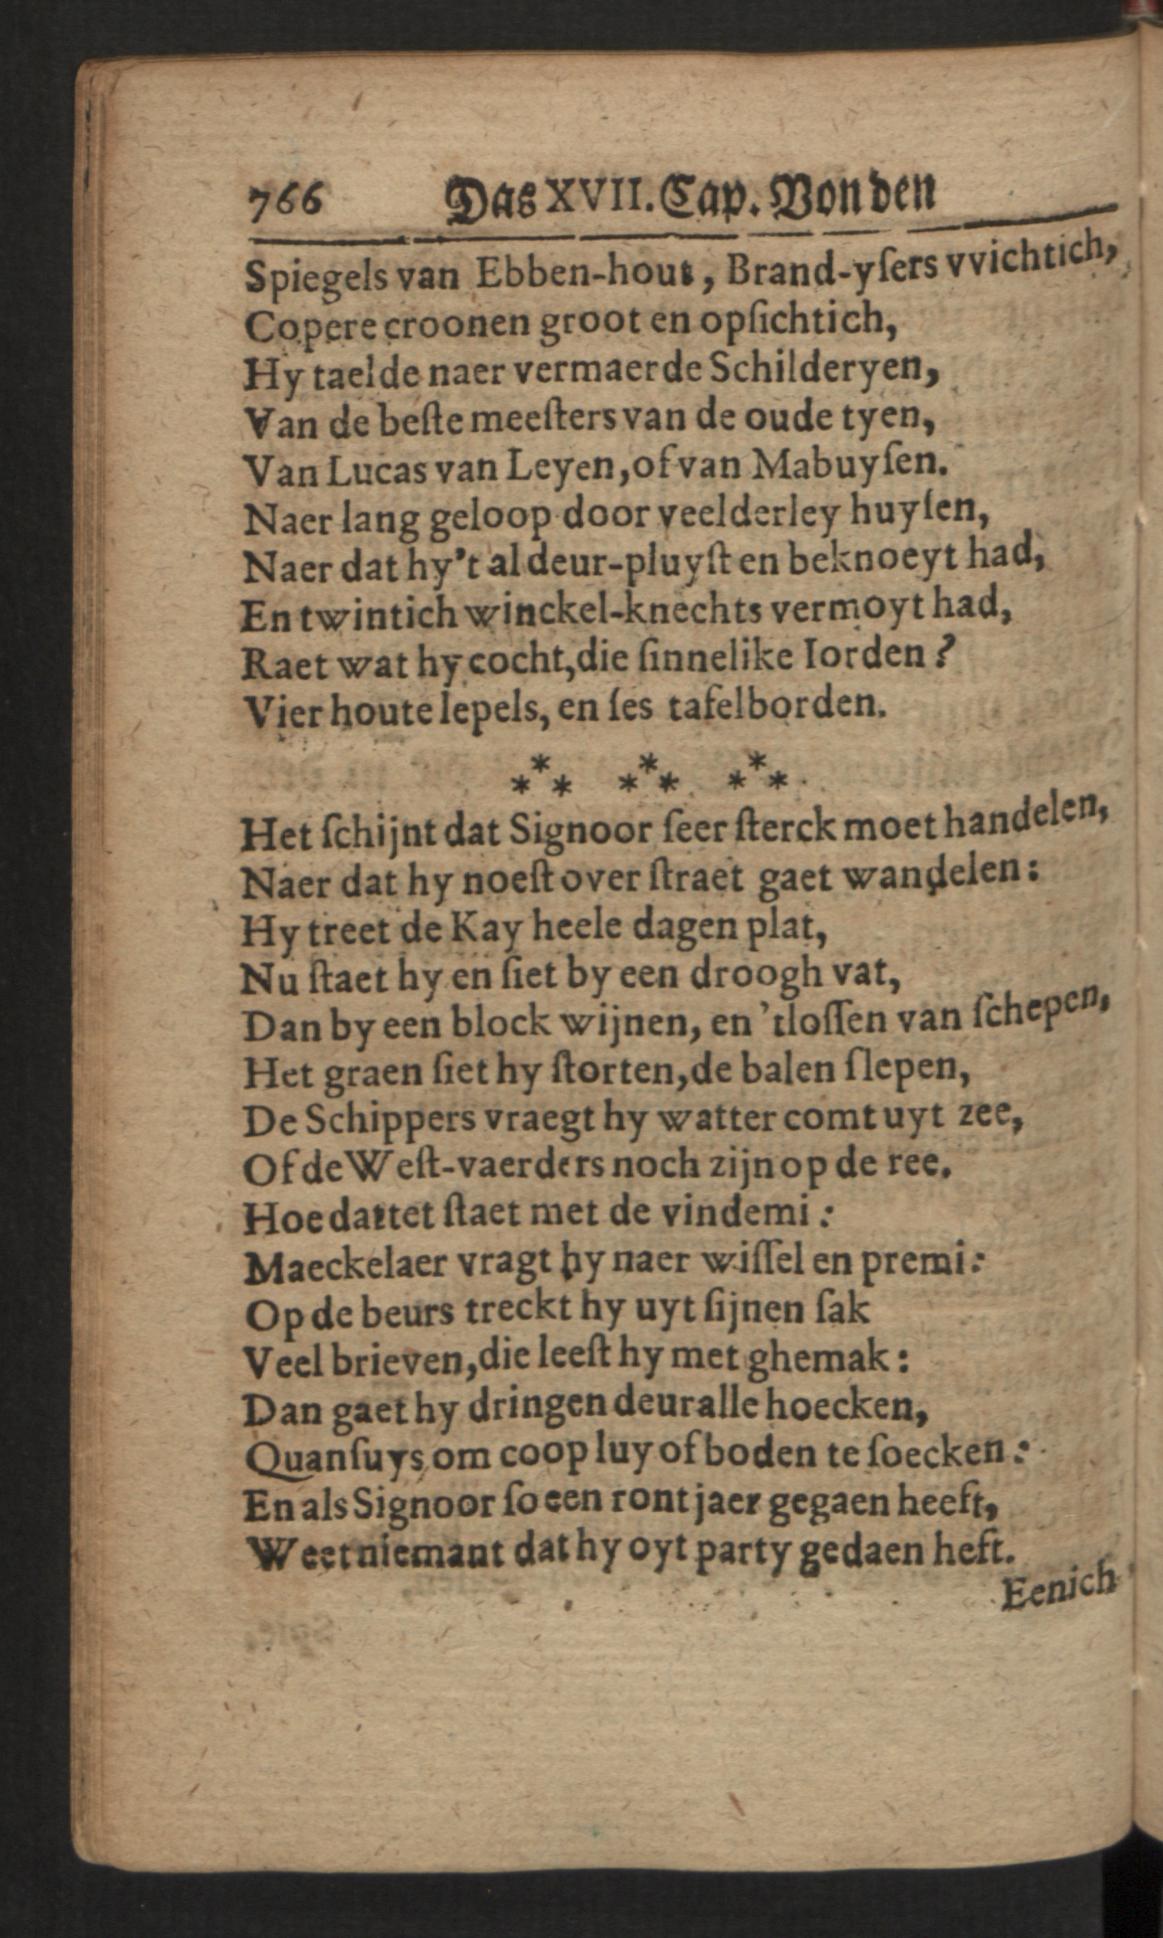 766 Das XVII. Cap. Von den
Spiegels van Ebben-hout, Brand-yſers vvichtich,
Copere croonen groot en opſichtich,
Hy taelde naer vermaerde Schilderyen,
Van de beſte meeſters van de oude tyen,
Van Lucas van Leyen, of van Mabuyſen.
Naer lang geloop door veelderley huyſen,
Naer dat hy't al deur-pluyſt en beknoeyt had,
En twintich winckel-knechts vermoyt had,
Raet wat hy cocht, die ſinnelike Iorden?
Vier houte lepels, en ſes tafelborden.
*** *** ***
Het ſchijnt dat Signoor ſeer ſterck moet handelen,
Naer dat hy noeſt over ſtraet gaet wandelen:
Hy treet de Kay heele dagen plat,
Nu ſtaet hy en ſiet by een droogh vat,
Dan by een block wijnen, en 'tloſſen van ſchepen,
Het graen ſiet hy ſtorten, de balen ſlepen,
De Schippers vraegt hy watter comt uyt zee,
Of de Weſt-vaerders noch zijn op de ree.
Hoe dattet ſtaet met de vindemi:
Maeckelaer vragt hy naer wiſſel en premi:
Op de beurs treckt hy uyt ſijnen ſak
Veel brieven, die leeſt hy met ghemak:
Dan gaet hy dringen deur alle hoecken,
Quanſuys om coop luy of boden te ſoecken:
En als Signoor ſo een ront jaer gegaen heeft,
Weet niemant dat hy oyt party gedaen heft.
Eenich